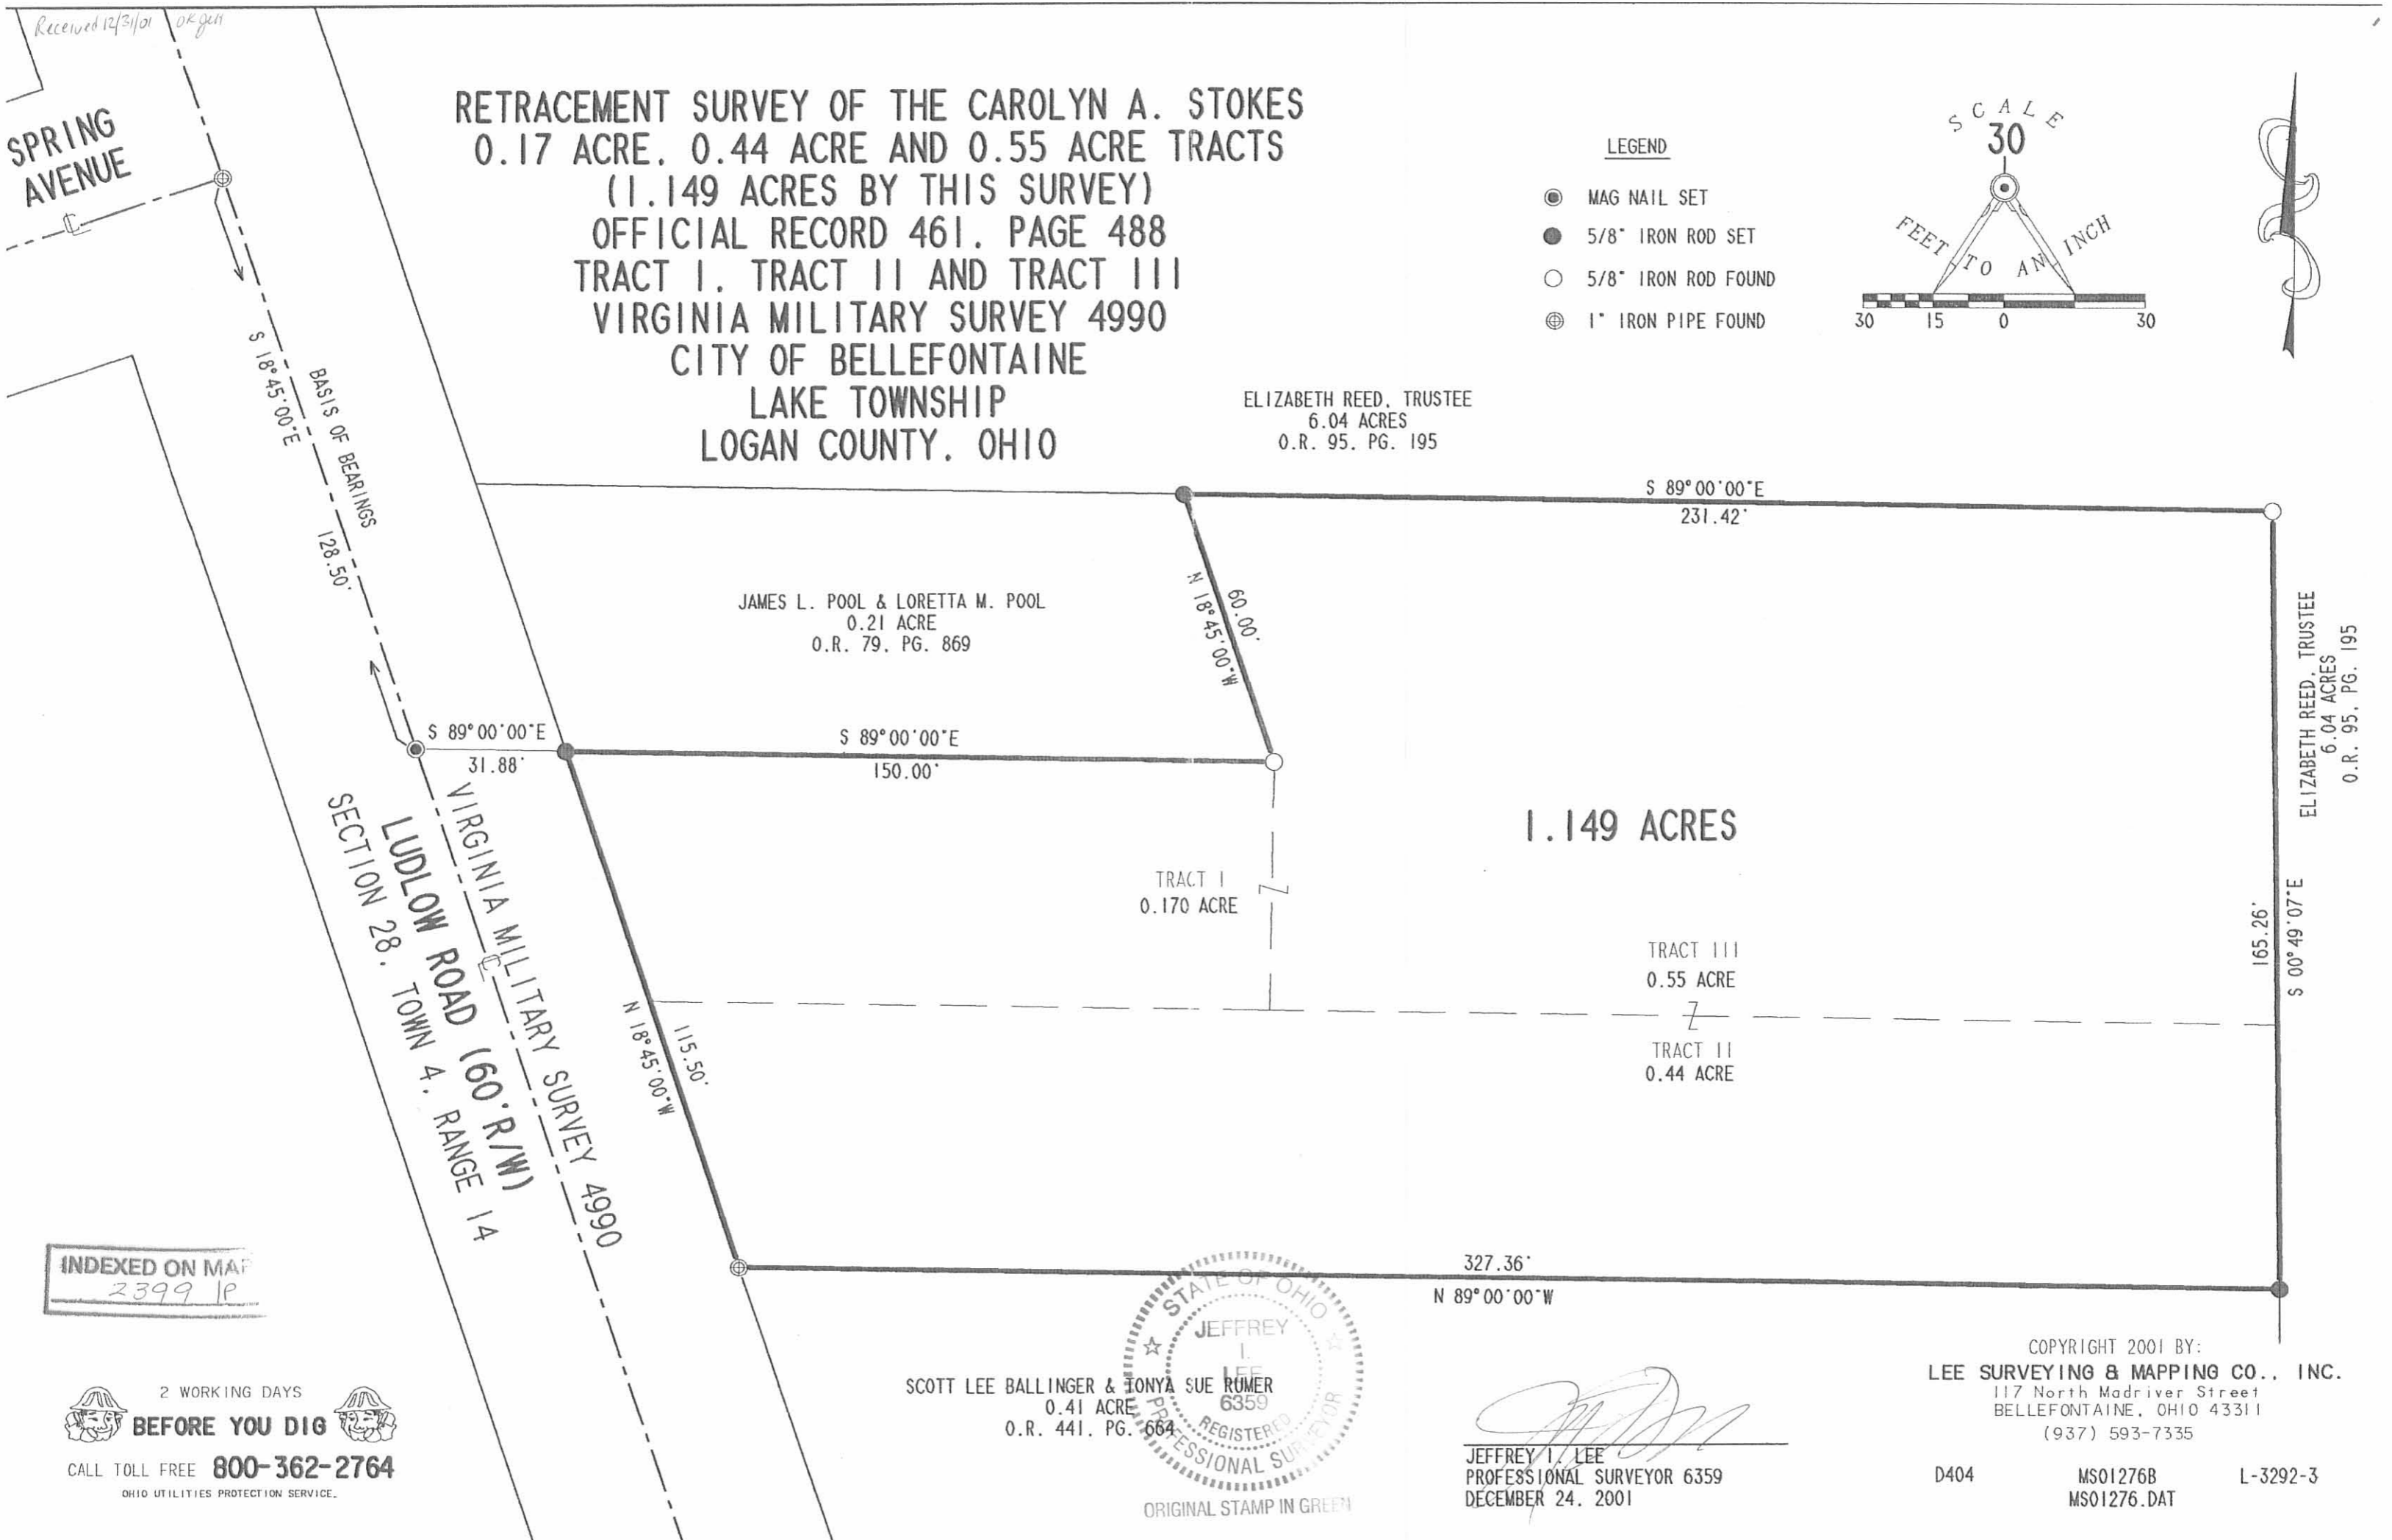 Received 12/31/01 OK
SPRING
AVENUE
RETRACEMENT SURVEY OF THE CAROLYN A. STOKES
0.17 ACRE, 0.44 ACRE AND 0.55 ACRE TRACTS
(1.149 ACRES BY THIS SURVEY)
OFFICIAL RECORD 461, PAGE 488
TRACT I, TRACT II AND TRACT III
VIRGINIA MILITARY SURVEY 4990
CITY OF BELLEFONTAINE
LAKE TOWNSHIP
LOGAN COUNTY, OHIO
LEGEND
MAG NAIL SET
5/8" IRON ROD SET
5/8" IRON ROD FOUND
1" IRON PIPE FOUND
SCALE
30
FEET TO AN INCH
30 15 0 30
ELIZABETH REED, TRUSTEE
6.04 ACRES
O.R. 95, PG. 195
BASIS OF BEARINGS
S 18°45'00"E
128.50'
S 89°00'00"E
231.42'
JAMES L. POOL & LORETTA M. POOL
0.21 ACRE
O.R. 79, PG. 869
60.00'
N 18°45'00"W
ELIZABETH REED, TRUSTEE
6.04 ACRES
O.R. 95, PG. 195
S 89°00'00"E
31.88'
S 89°00'00"E
150.00'
1.149 ACRES
TRACT I
0.170 ACRE
TRACT III
0.55 ACRE
TRACT II
0.44 ACRE
165.26'
S 00°49'07"E
VIRGINIA MILITARY SURVEY 4990
LUDLOW ROAD (60'R/W)
SECTION 28, TOWN 4, RANGE 14
115.50'
N 18°45'00"W
327.36'
N 89°00'00"W
INDEXED ON MAP
2399 IP
2 WORKING DAYS
BEFORE YOU DIG
CALL TOLL FREE 800-362-2764
OHIO UTILITIES PROTECTION SERVICE.
SCOTT LEE BALLINGER & TONYA SUE RUMER
0.41 ACRE
O.R. 441, PG. 664
STATE OF OHIO
JEFFREY
I.
LEE
6359
REGISTERED
PROFESSIONAL SURVEYOR
ORIGINAL STAMP IN GREEN
JEFFREY I. LEE
PROFESSIONAL SURVEYOR 6359
DECEMBER 24, 2001
COPYRIGHT 2001 BY:
LEE SURVEYING & MAPPING CO., INC.
117 North Madriver Street
BELLEFONTAINE, OHIO 43311
(937) 593-7335
D404 MS01276B L-3292-3
MS01276.DAT